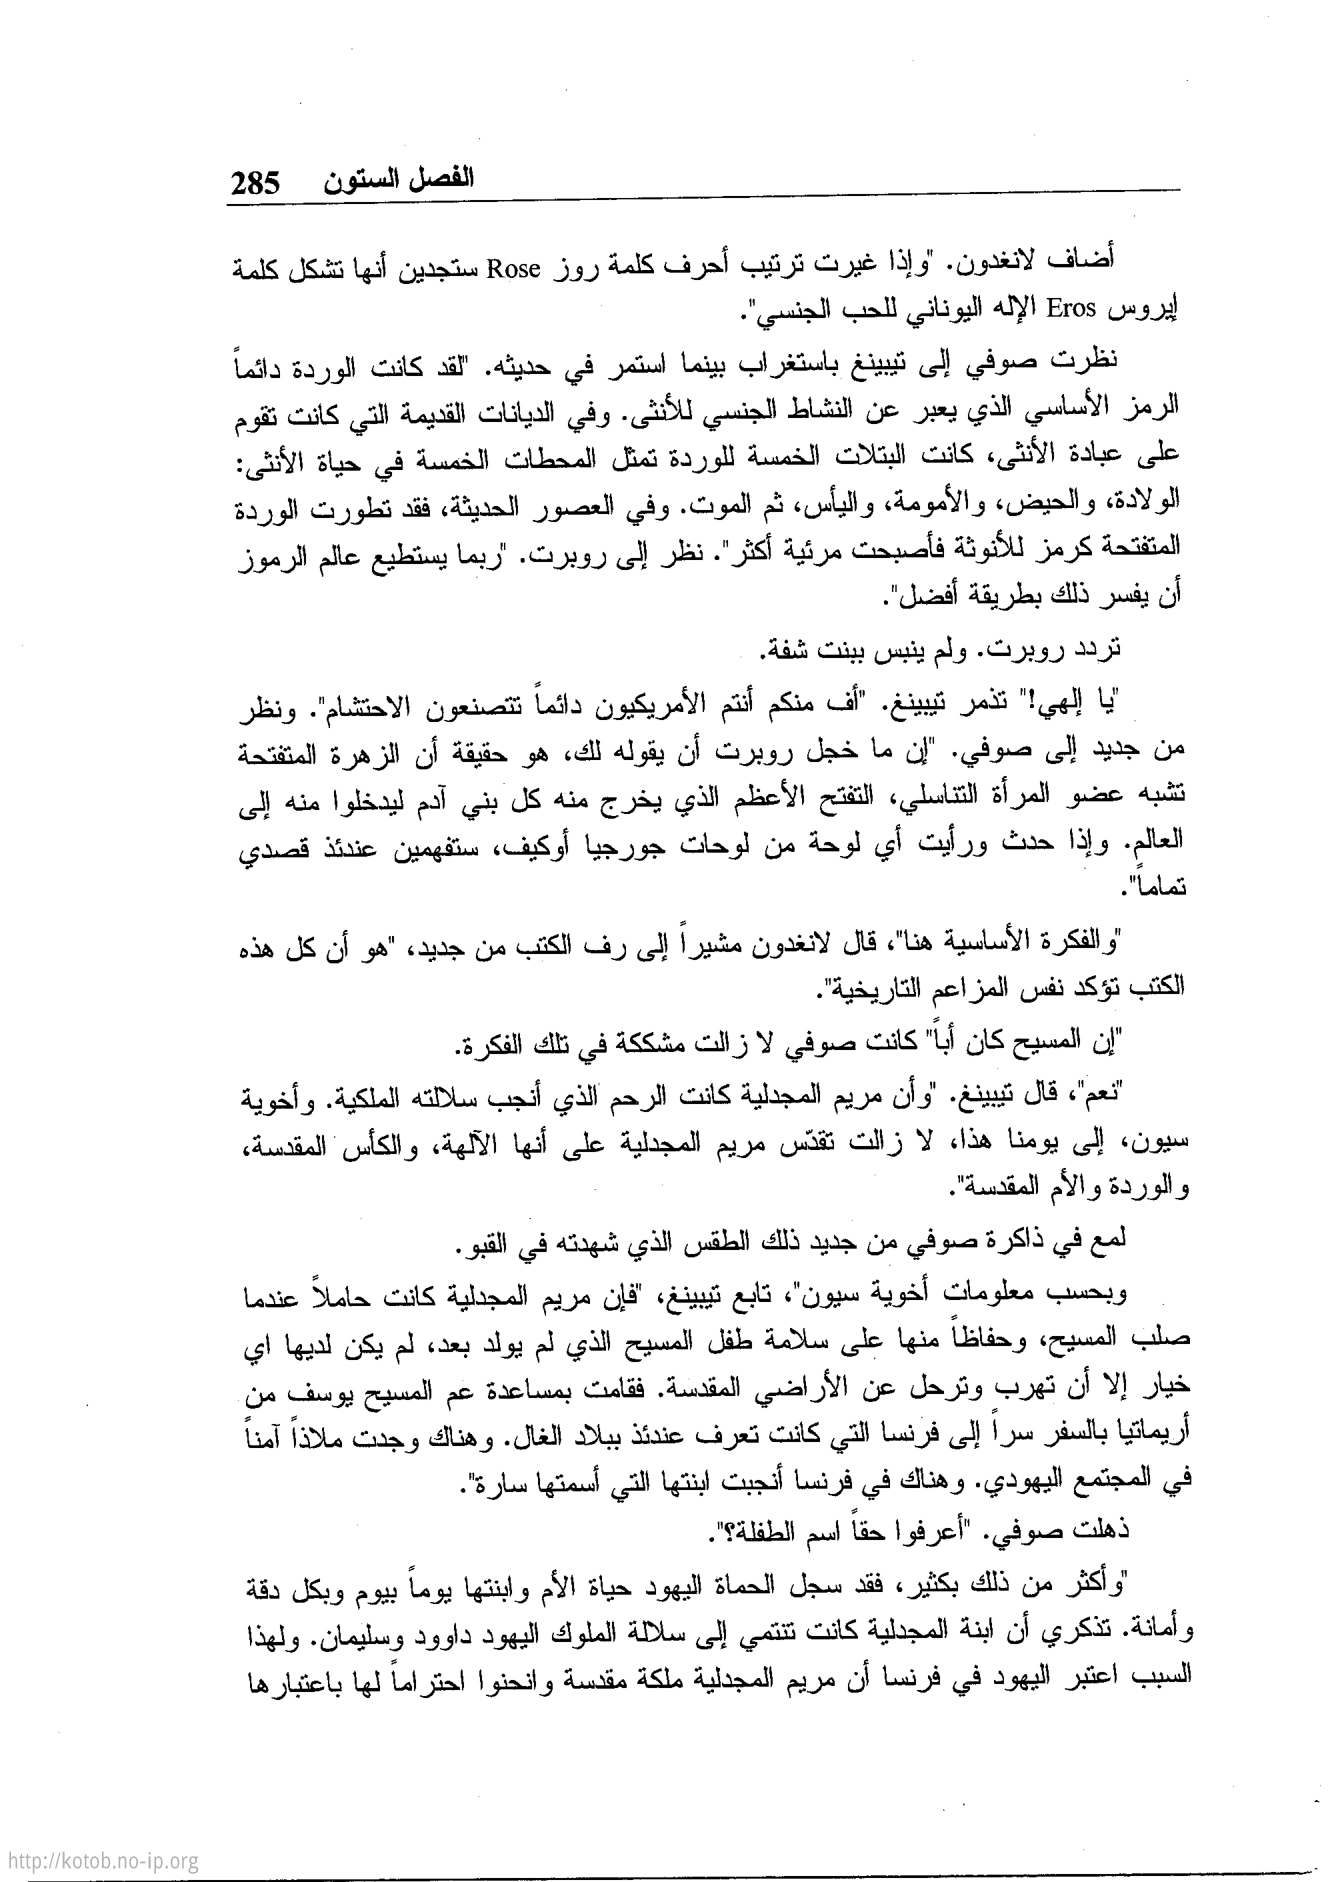 الفصل الستون 285
أضاف لانغدون. "وإذا غيرت ترتيب أحرف كلمة روز Rose ستجدين أنها تشكل كلمة
إيروس Eros الإله اليوناني للحب الجنسي".
نظرت صوفي إلى تيبينغ باستغراب بينما استمر في حديثه. "لقد كانت الوردة دائماً
الرمز الأساسي الذي يعبر عن النشاط الجنسي للأنثى. وفي الديانات القديمة التي كانت تقوم
على عبادة الأنثى، كانت البتلات الخمسة للوردة تمثل المحطات الخمسة في حياة الأنثى:
الولادة، والحيض، والأمومة، واليأس، ثم الموت. وفي العصور الحديثة، فقد تطورت الوردة
المتفتحة كرمز للأنوثة فأصبحت مرئية أكثر". نظر إلى روبرت. "ربما يستطيع عالم الرموز
أن يفسر ذلك بطريقة أفضل".
تردد روبرت. ولم ينبس ببنت شفة.
"يا إلهي!" تذمر تيبينغ. "أف منكم أنتم الأمريكيون دائماً تتصنعون الاحتشام". ونظر
من جديد إلى صوفي. "إن ما خجل روبرت أن يقوله لك، هو حقيقة أن الزهرة المتفتحة
تشبه عضو المرأة التناسلي، التفتح الأعظم الذي يخرج منه كل بني آدم ليدخلوا منه إلى
العالم. وإذا حدث ورأيت أي لوحة من لوحات جورجيا أوكيف، ستفهمين عندئذ قصدي
تماماً".
"والفكرة الأساسية هنا"، قال لانغدون مشيراً إلى رف الكتب من جديد، "هو أن كل هذه
الكتب تؤكد نفس المزاعم التاريخية".
"إن المسيح كان أباً" كانت صوفي لا زالت مشككة في تلك الفكرة.
"نعم"، قال تيبينغ. "وأن مريم المجدلية كانت الرحم الذي أنجب سلالته الملكية. وأخوية
سيون، إلى يومنا هذا، لا زالت تقدّس مريم المجدلية على أنها الآلهة، والكأس المقدسة،
والوردة والأم المقدسة".
لمع في ذاكرة صوفي من جديد ذلك الطقس الذي شهدته في القبو.
وبحسب معلومات أخوية سيون"، تابع تيبينغ، "فإن مريم المجدلية كانت حاملاً عندما
صلب المسيح، وحفاظاً منها على سلامة طفل المسيح الذي لم يولد بعد، لم يكن لديها اي
خيار إلا أن تهرب وترحل عن الأراضي المقدسة. فقامت بمساعدة عم المسيح يوسف من
أريماتيا بالسفر سراً إلى فرنسا التي كانت تعرف عندئذ ببلاد الغال. وهناك وجدت ملاذاً آمناً
في المجتمع اليهودي. وهناك في فرنسا أنجبت ابنتها التي أسمتها سارة".
ذهلت صوفي. "أعرفوا حقاً اسم الطفلة؟".
"وأكثر من ذلك بكثير، فقد سجل الحماة اليهود حياة الأم وابنتها يوماً بيوم وبكل دقة
وأمانة. تذكري أن ابنة المجدلية كانت تنتمي إلى سلالة الملوك اليهود داوود وسليمان. ولهذا
السبب اعتبر اليهود في فرنسا أن مريم المجدلية ملكة مقدسة وانحنوا احتراماً لها باعتبارها
http://kotob.no-ip.org